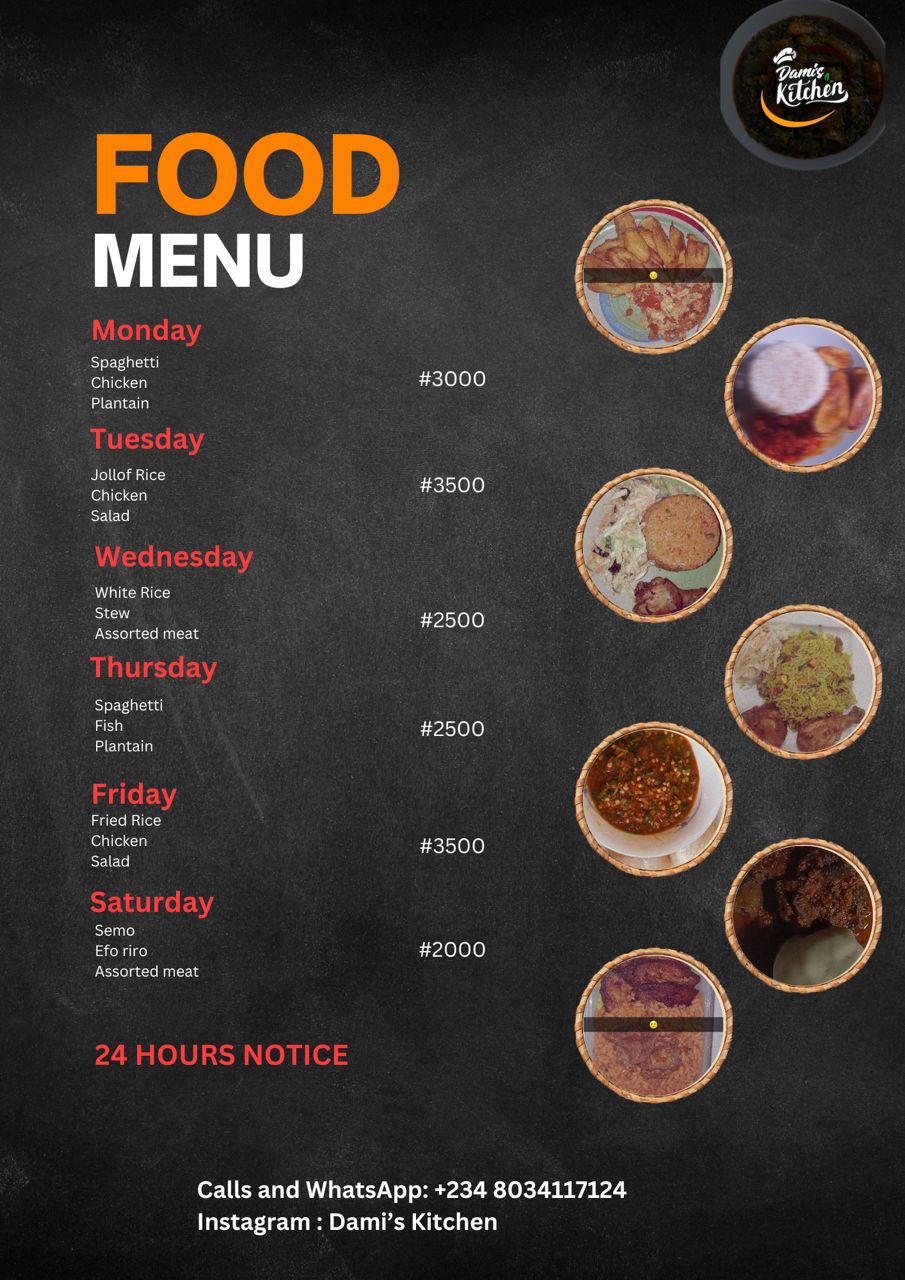 Dami's
Kitchen
FOOD
MENU
Monday
Spaghetti
Chicken
Plantain
#3000
Tuesday
Jollof Rice
Chicken
Salad
#3500
Wednesday
White Rice
Stew
Assorted meat
#2500
Thursday
Spaghetti
Fish
Plantain
#2500
Friday
Fried Rice
Chicken
Salad
#3500
Saturday
Semo
Efo riro
Assorted meat
#2000
24 HOURS NOTICE
Calls and WhatsApp: +234 8034117124
Instagram : Dami’s Kitchen